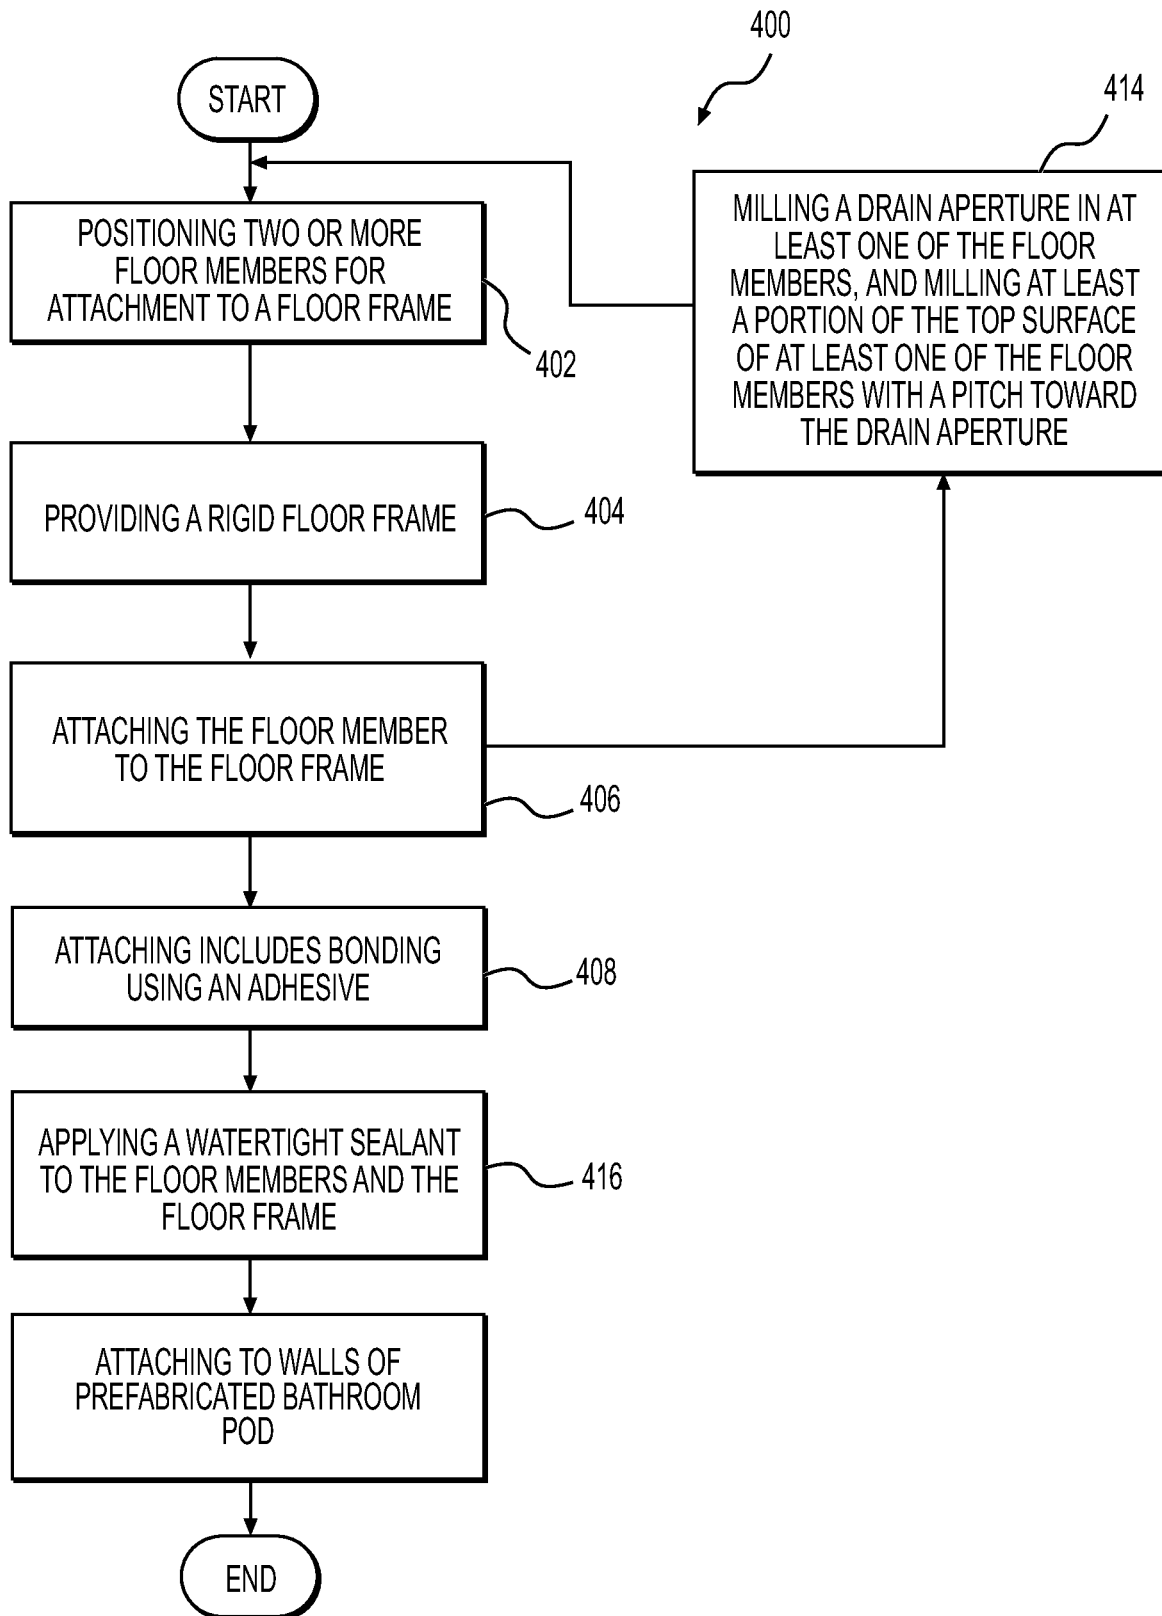 400
START
414
POSITIONING TWO OR MORE
FLOOR MEMBERS FOR
ATTACHMENT TO A FLOOR FRAME
402
MILLING A DRAIN APERTURE IN AT
LEAST ONE OF THE FLOOR
MEMBERS, AND MILLING AT LEAST
A PORTION OF THE TOP SURFACE
OF AT LEAST ONE OF THE FLOOR
MEMBERS WITH A PITCH TOWARD
THE DRAIN APERTURE
PROVIDING A RIGID FLOOR FRAME
404
ATTACHING THE FLOOR MEMBER
TO THE FLOOR FRAME
406
ATTACHING INCLUDES BONDING
USING AN ADHESIVE
408
APPLYING A WATERTIGHT SEALANT
TO THE FLOOR MEMBERS AND THE
FLOOR FRAME
416
ATTACHING TO WALLS OF
PREFABRICATED BATHROOM
POD
END